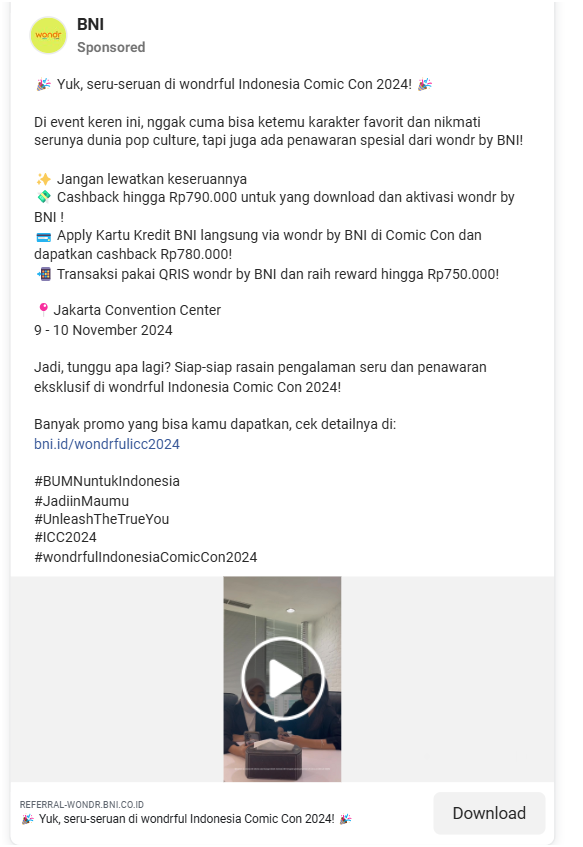 wondr
BNI
Sponsored
🎉 Yuk, seru-seruan di wondrful Indonesia Comic Con 2024! 🎉
Di event keren ini, nggak cuma bisa ketemu karakter favorit dan nikmati
serunya dunia pop culture, tapi juga ada penawaran spesial dari wondr by BNI!
✨ Jangan lewatkan keseruannya
💸 Cashback hingga Rp790.000 untuk yang download dan aktivasi wondr by
BNI !
💳 Apply Kartu Kredit BNI langsung via wondr by BNI di Comic Con dan
dapatkan cashback Rp780.000!
📲 Transaksi pakai QRIS wondr by BNI dan raih reward hingga Rp750.000!
📍 Jakarta Convention Center
9 - 10 November 2024
Jadi, tunggu apa lagi? Siap-siap rasain pengalaman seru dan penawaran
eksklusif di wondrful Indonesia Comic Con 2024!
Banyak promo yang bisa kamu dapatkan, cek detailnya di:
bni.id/wondrfulicc2024
#BUMNuntukIndonesia
#JadiinMaumu
#UnleashTheTrueYou
#ICC2024
#wondrfulIndonesiaComicCon2024
REFERRAL-WONDR.BNI.CO.ID
🎉 Yuk, seru-seruan di wondrful Indonesia Comic Con 2024! 🎉
Download